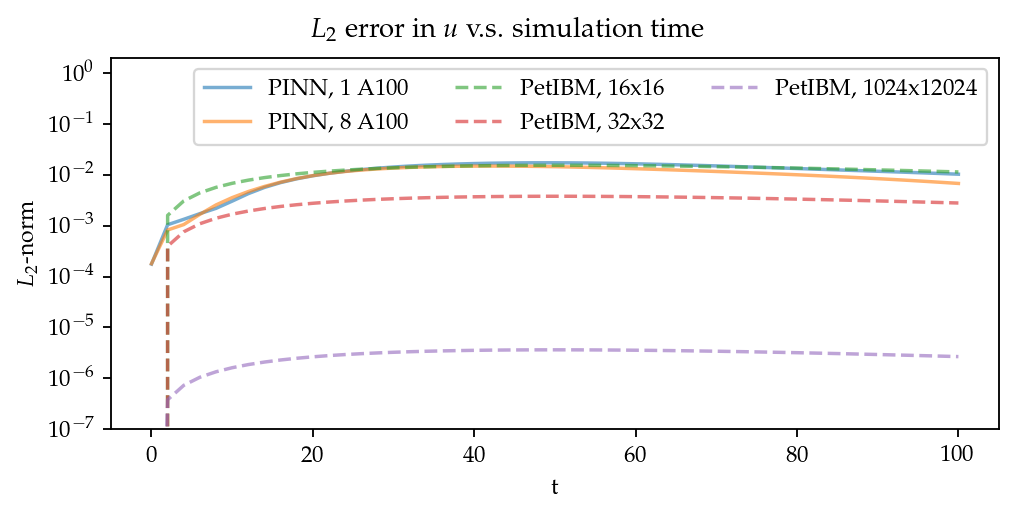 L₂ error in u v.s. simulation time
PINN, 1 A100
PINN, 8 A100
PetIBM, 16x16
PetIBM, 32x32
PetIBM, 1024x12024
10⁰
10⁻¹
10⁻²
10⁻³
10⁻⁴
10⁻⁵
10⁻⁶
10⁻⁷
L₂-norm
0 20 40 60 80 100
t